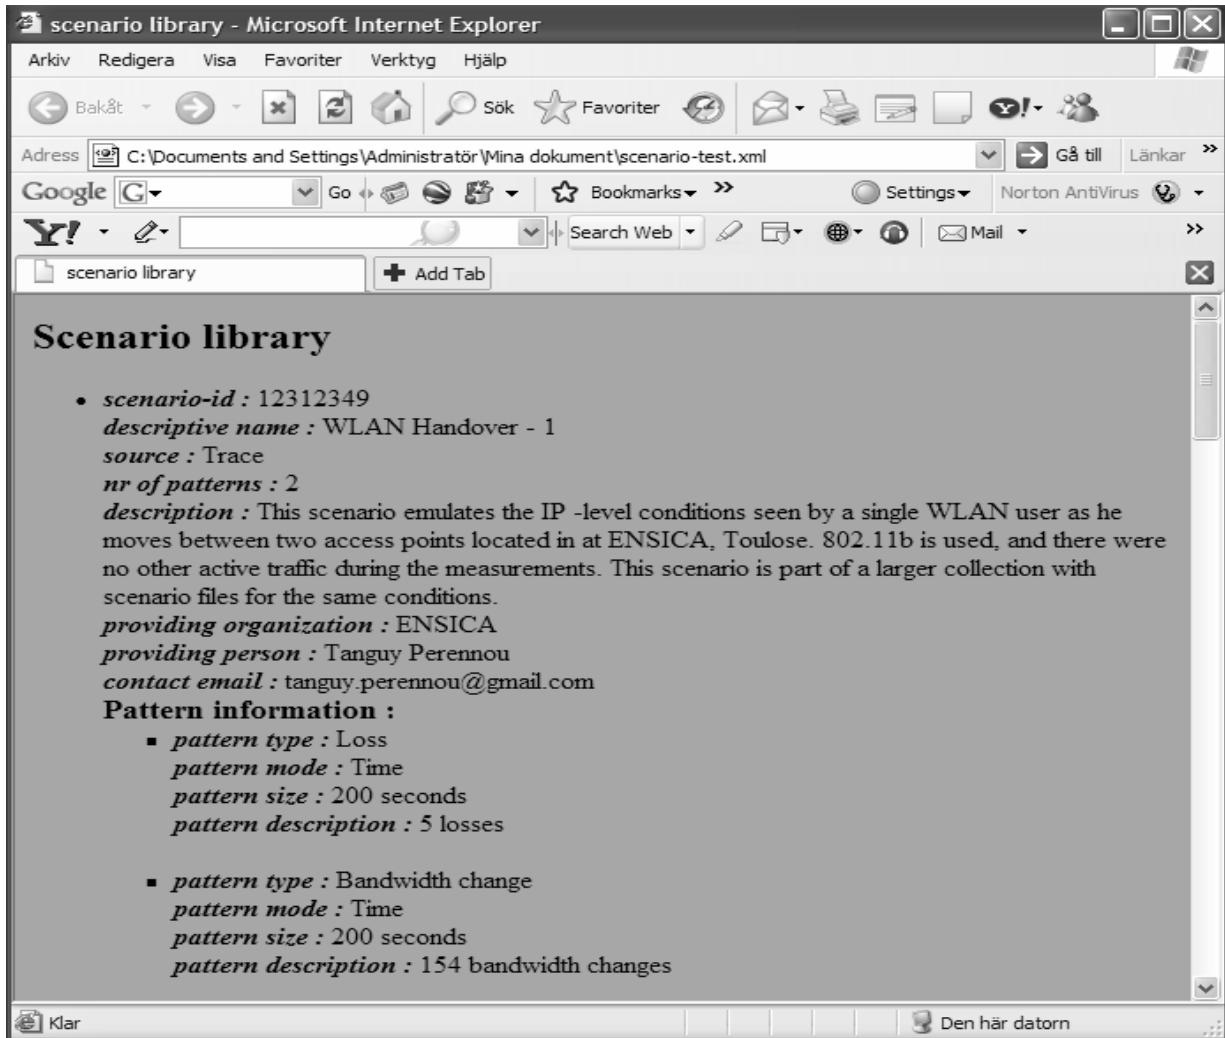 scenario library - Microsoft Internet Explorer
Arkiv Redigera Visa Favoriter Verktyg Hjälp
Bakåt Sök Favoriter
Adress C:\Documents and Settings\Administratör\Mina dokument\scenario-test.xml Gå till Länkar »
Google G Go Bookmarks » Settings Norton AntiVirus
Y! Search Web Mail »
scenario library Add Tab
Scenario library
• scenario-id : 12312349
descriptive name : WLAN Handover - 1
source : Trace
nr of patterns : 2
description : This scenario emulates the IP -level conditions seen by a single WLAN user as he
moves between two access points located in at ENSICA, Toulose. 802.11b is used, and there were
no other active traffic during the measurements. This scenario is part of a larger collection with
scenario files for the same conditions.
providing organization : ENSICA
providing person : Tanguy Perennou
contact email : tanguy.perennou@gmail.com
Pattern information :
▪ pattern type : Loss
pattern mode : Time
pattern size : 200 seconds
pattern description : 5 losses
▪ pattern type : Bandwidth change
pattern mode : Time
pattern size : 200 seconds
pattern description : 154 bandwidth changes
Klar Den här datorn